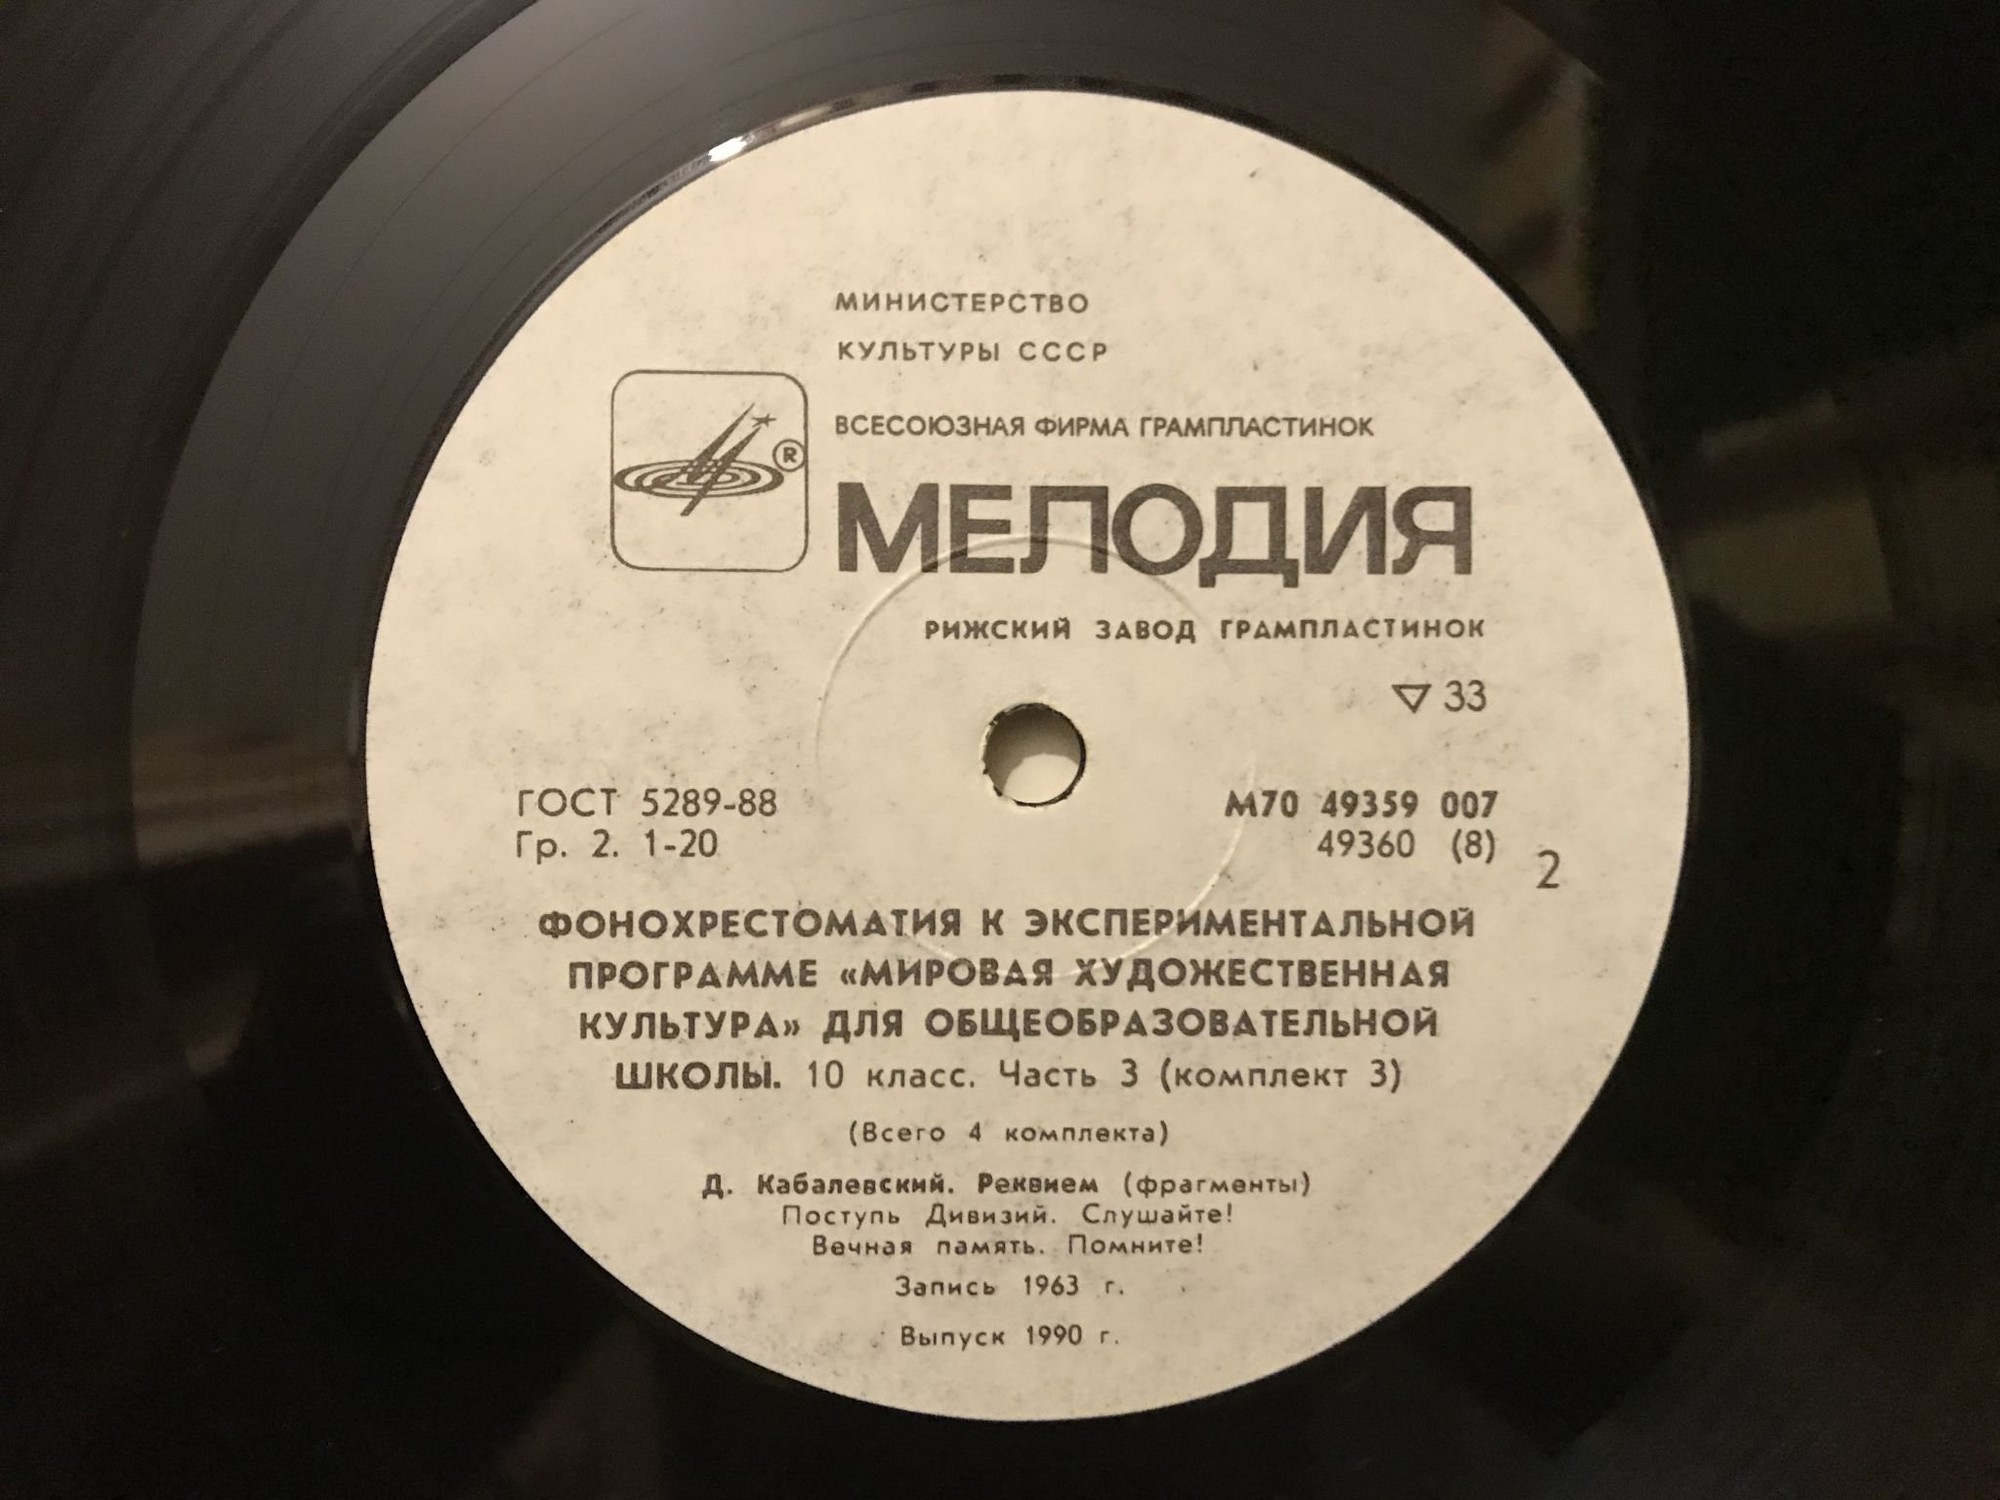 МИНИСТЕРСТВО
КУЛЬТУРЫ СССР
ВСЕСОЮЗНАЯ ФИРМА ГРАМПЛАСТИНОК
®
МЕЛОДИЯ
РИЖСКИЙ ЗАВОД ГРАМПЛАСТИНОК
▽ 33
ГОСТ 5289-88 М70 49359 007
Гр. 2. 1-20 49360 (8)
2
ФОНОХРЕСТОМАТИЯ К ЭКСПЕРИМЕНТАЛЬНОЙ
ПРОГРАММЕ «МИРОВАЯ ХУДОЖЕСТВЕННАЯ
КУЛЬТУРА» ДЛЯ ОБЩЕОБРАЗОВАТЕЛЬНОЙ
ШКОЛЫ. 10 класс. Часть 3 (комплект 3)
(Всего 4 комплекта)
Д. Кабалевский. Реквием (фрагменты)
Поступь Дивизий. Слушайте!
Вечная память. Помните!
Запись 1963 г.
Выпуск 1990 г.